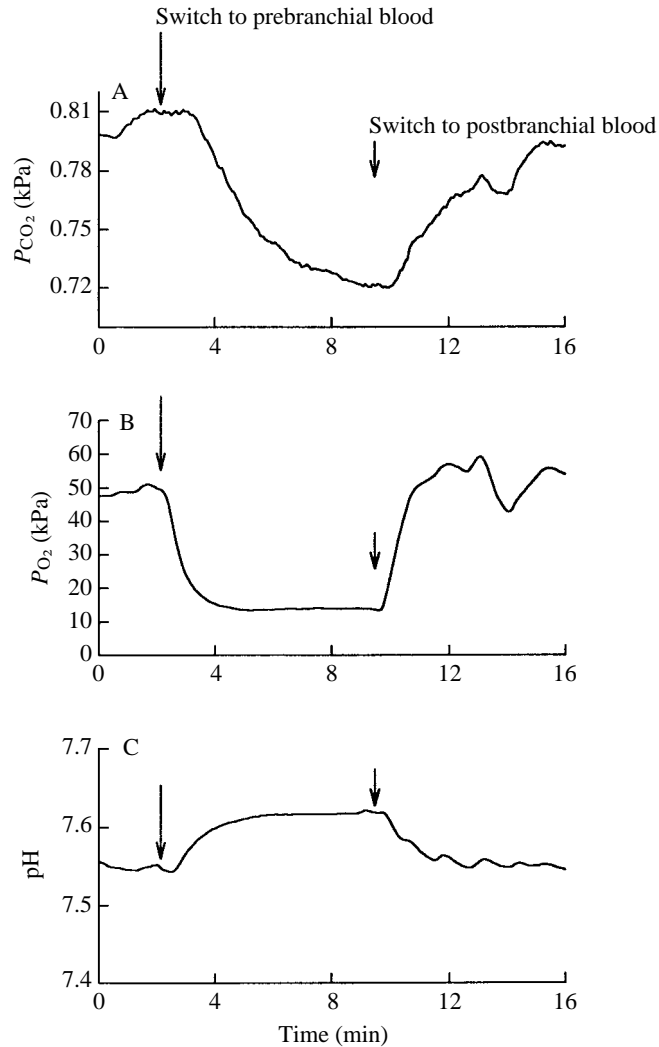 Switch to prebranchial blood
A
Switch to postbranchial blood
0.81
0.78
0.75
0.72
PCO₂ (kPa)
0 4 8 12 16
B
70
60
50
40
30
20
10
0
PO₂ (kPa)
0 4 8 12 16
C
7.7
7.6
7.5
7.4
pH
0 4 8 12 16
Time (min)